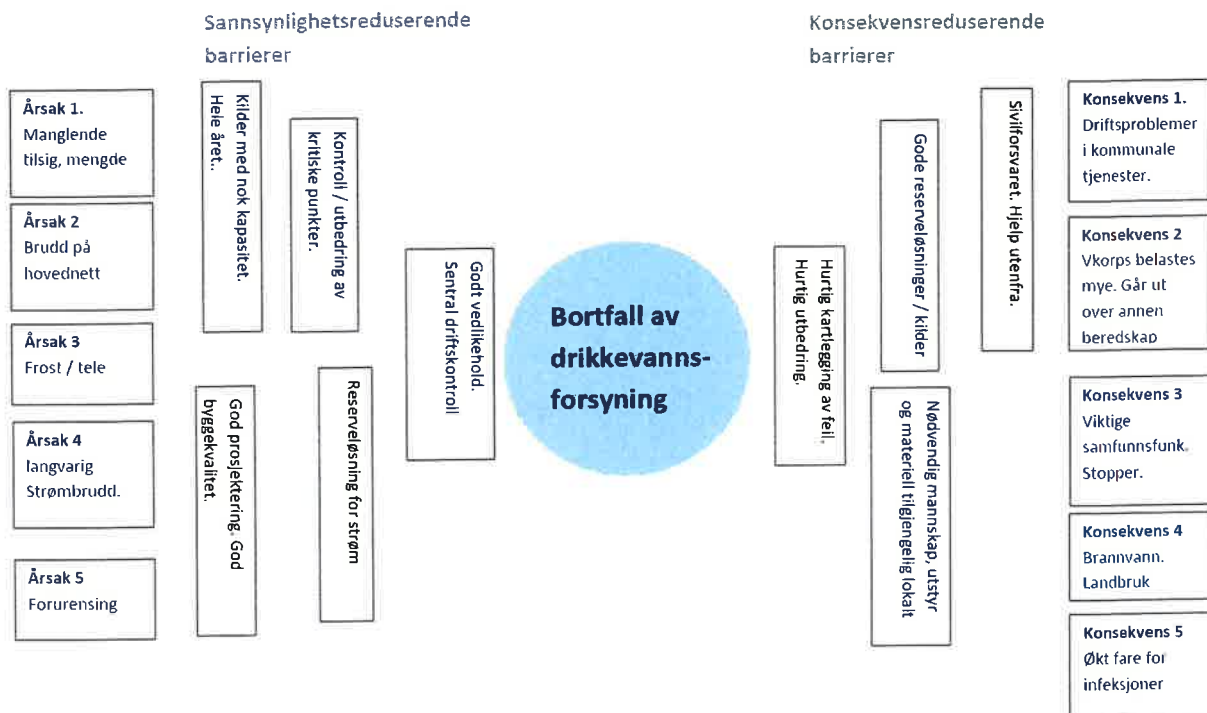 Sannsynlighetsreduserende
barrierer
Konsekvensreduserende
barrierer
Årsak 1.
Manglende
tilsig, mengde
Årsak 2
Brudd på
hovednett
Årsak 3
Frost / tele
Årsak 4
langvarig
Strømbrudd.
Årsak 5
Forurensing
Kilder med nok kapasitet.
Hele året..
Kontroll / utbedring av
kritiske punkter.
God prosjektering. God
byggekvalitet.
Reserveløsning for strøm
Godt vedlikehold.
Sentral driftskontroll
Bortfall av
drikkevanns-
forsyning
Hurtig kartlegging av feil.
Hurtig utbedring.
Gode reserveløsninger / kilder
Nødvendig mannskap, utstyr
og materiell tilgjengelig lokalt
Sivilforsvaret. Hjelp utenfra.
Konsekvens 1.
Driftsproblemer
i kommunale
tjenester.
Konsekvens 2
Vkorps belastes
mye. Går ut
over annen
beredskap
Konsekvens 3
Viktige
samfunnsfunk.
Stopper.
Konsekvens 4
Brannvann.
Landbruk
Konsekvens 5
Økt fare for
infeksjoner